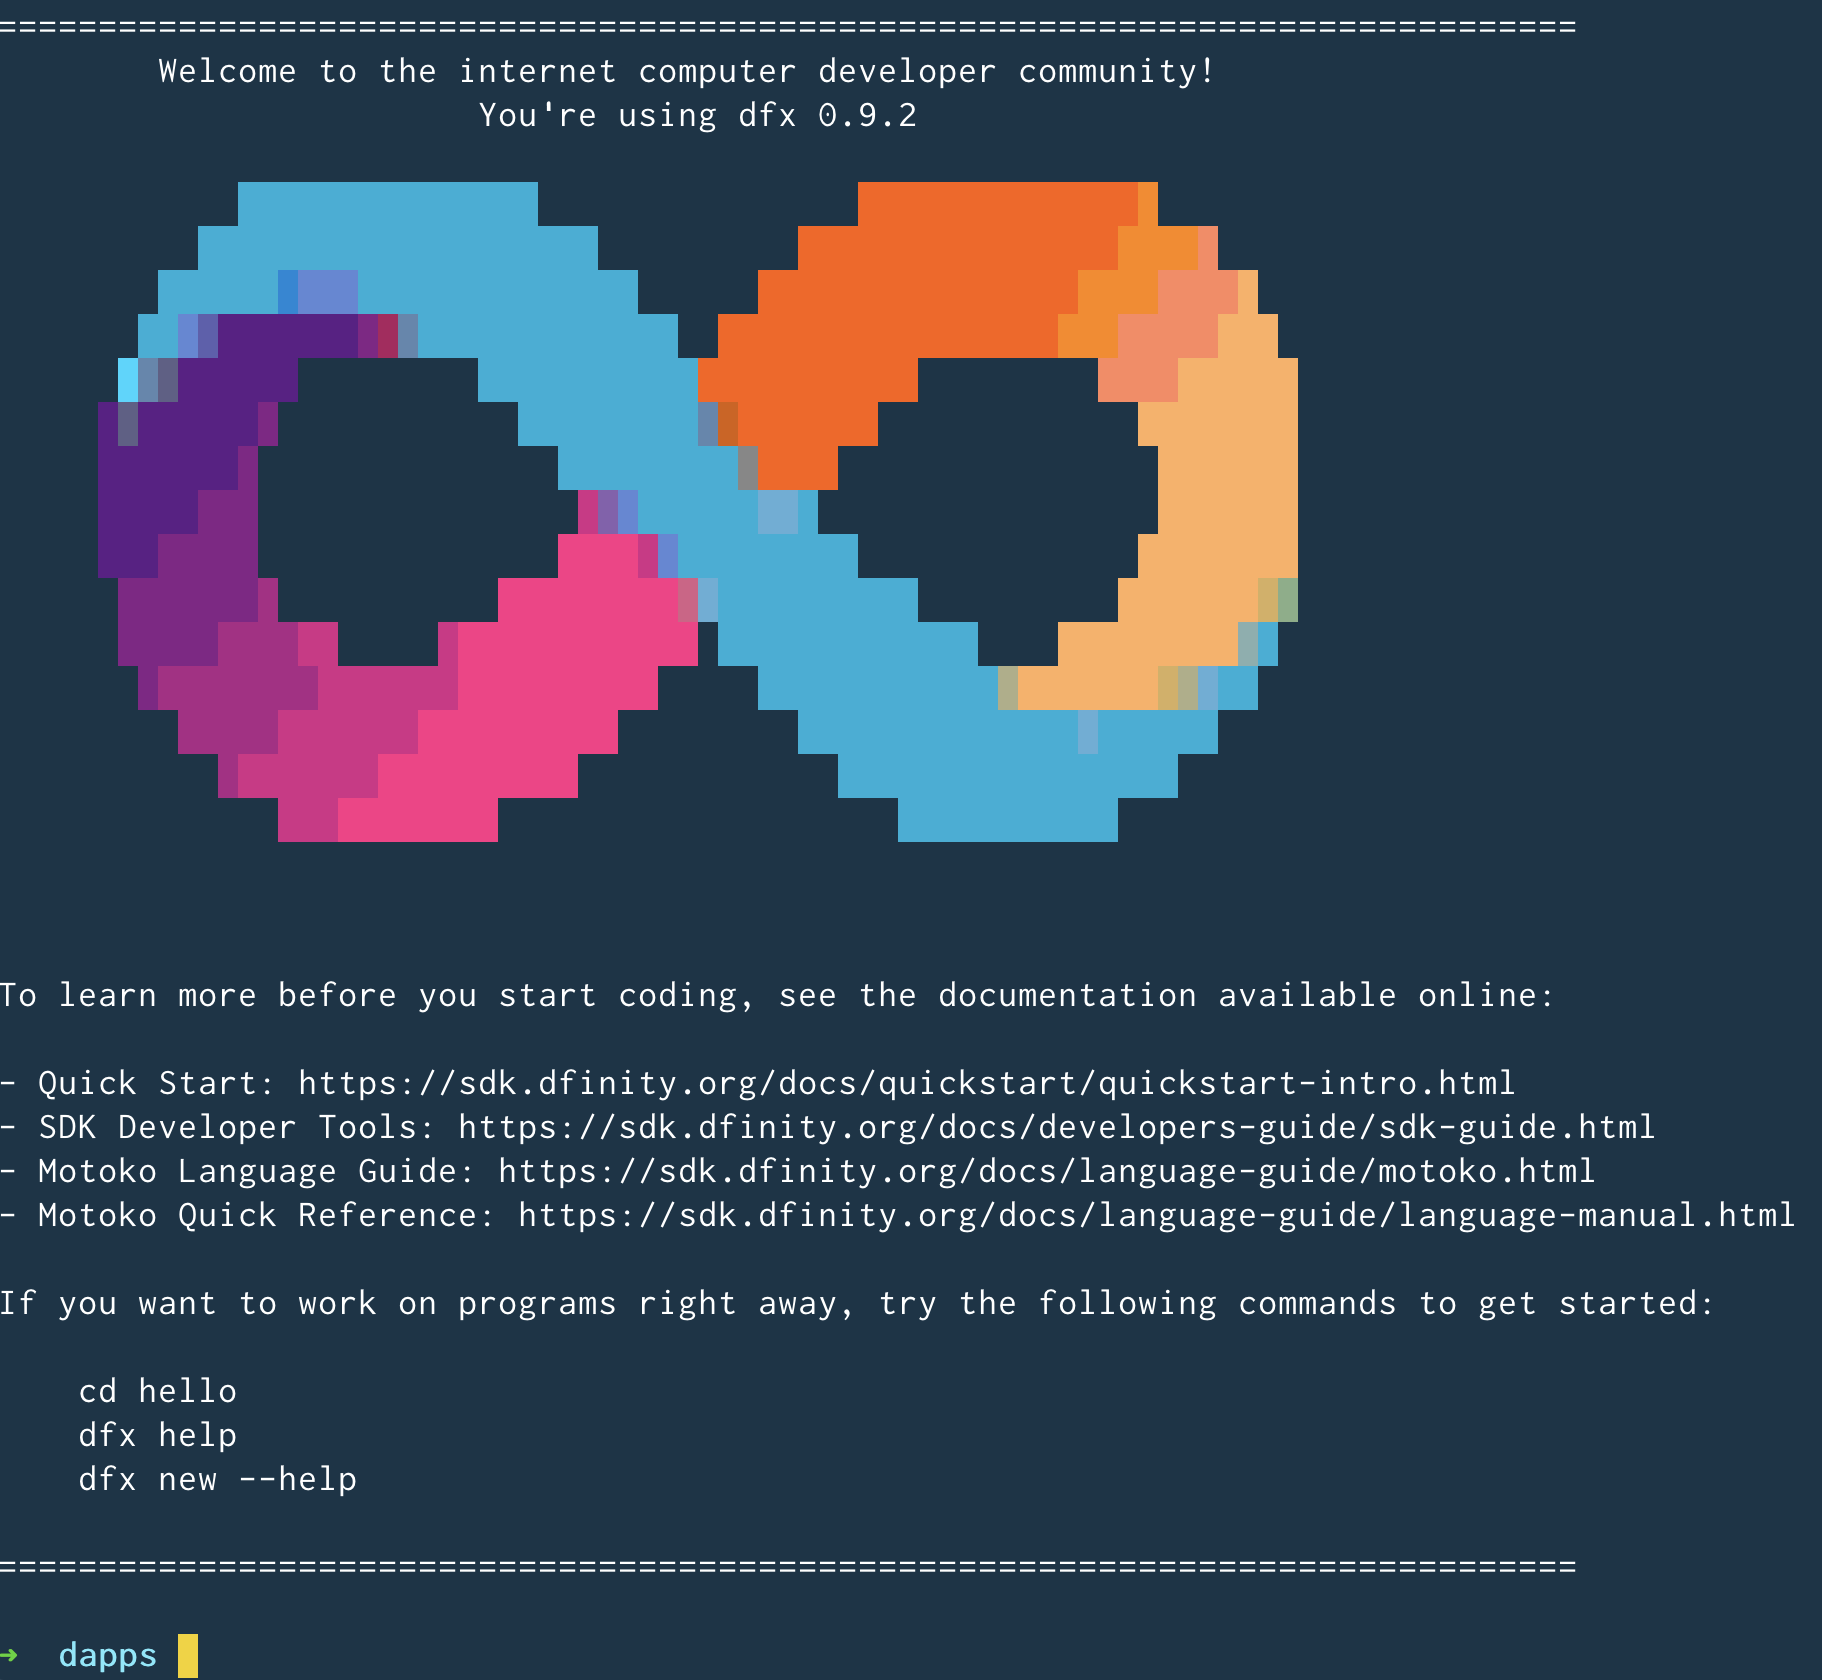 ===============================================================================
Welcome to the internet computer developer community!
You're using dfx 0.9.2
To learn more before you start coding, see the documentation available online:
- Quick Start: https://sdk.dfinity.org/docs/quickstart/quickstart-intro.html
- SDK Developer Tools: https://sdk.dfinity.org/docs/developers-guide/sdk-guide.html
- Motoko Language Guide: https://sdk.dfinity.org/docs/language-guide/motoko.html
- Motoko Quick Reference: https://sdk.dfinity.org/docs/language-guide/language-manual.html
If you want to work on programs right away, try the following commands to get started:
cd hello
dfx help
dfx new --help
===============================================================================
➜ dapps